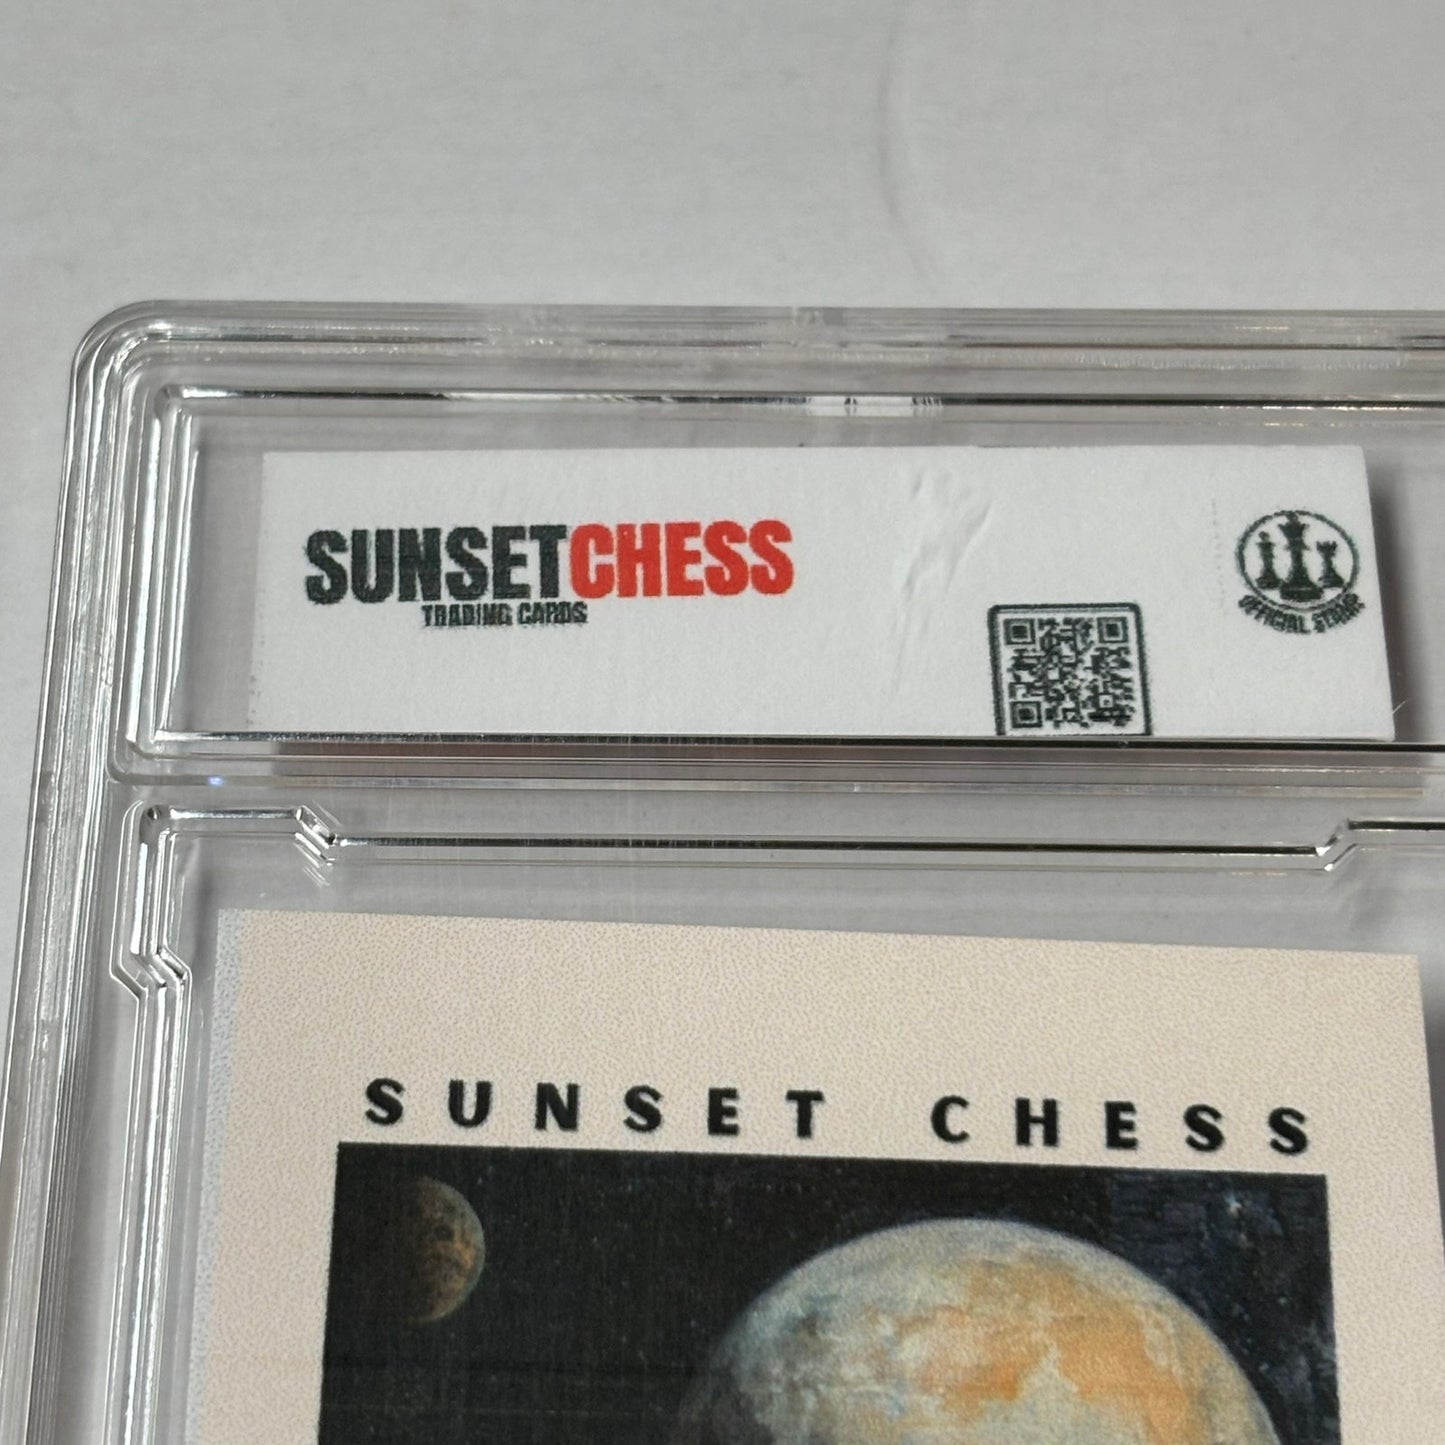 SUNSETCHESS
TRADING CARDS
OFFICIAL STAMP
SUNSET CHESS